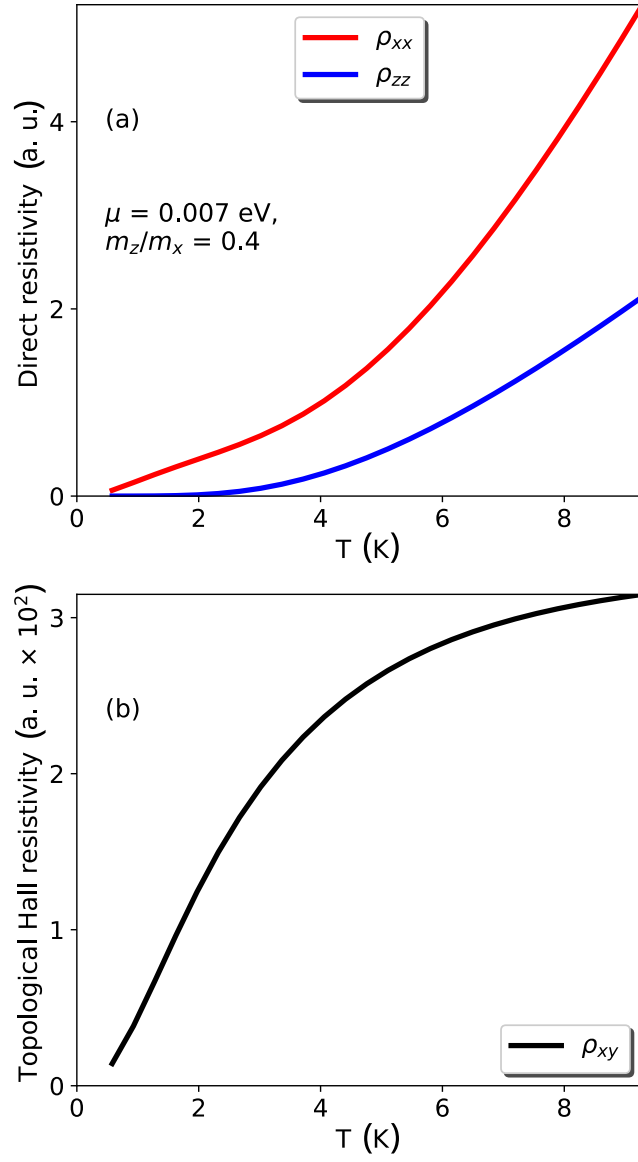 ρxx
ρzz
(a)
μ = 0.007 eV,
mz/mx = 0.4
Direct resistivity (a. u.)
4
2
0
0 2 4 6 8
T (K)
Topological Hall resistivity (a. u. × 10²)
3
2
1
0
(b)
ρxy
0 2 4 6 8
T (K)